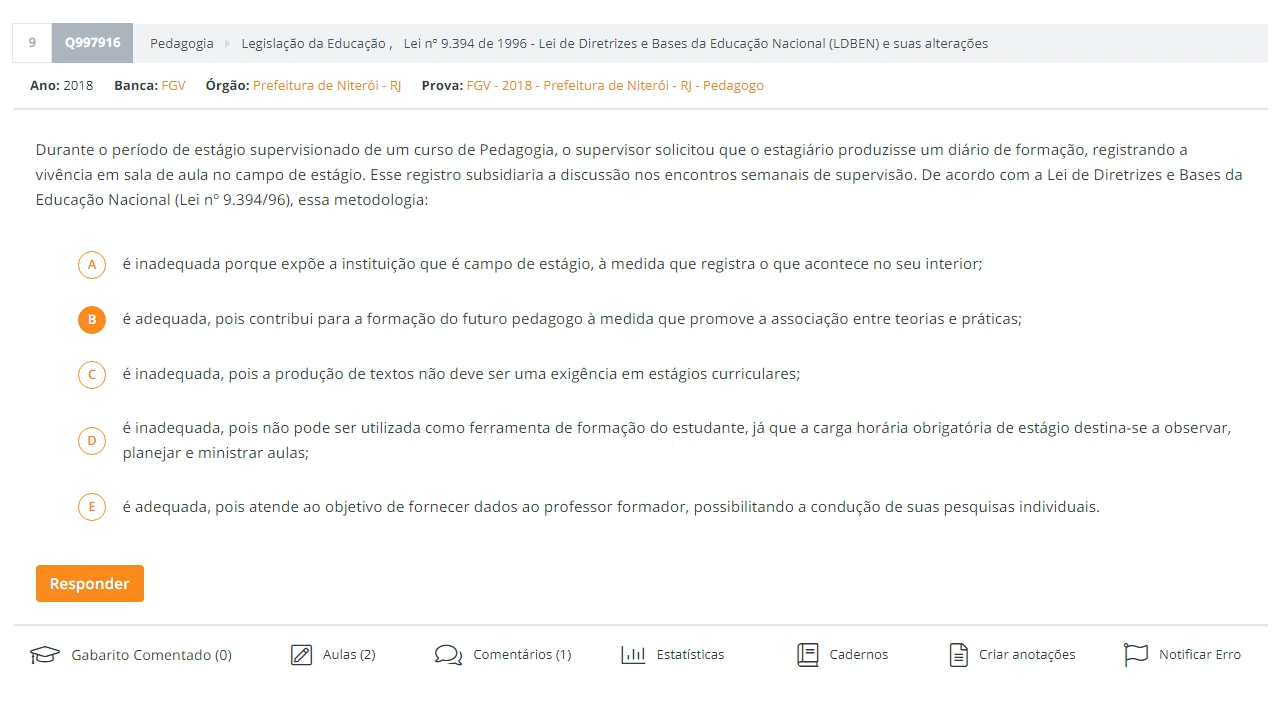 9 Q997916 Pedagogia Legislação da Educação , Lei nº 9.394 de 1996 - Lei de Diretrizes e Bases da Educação Nacional (LDBEN) e suas alterações
Ano: 2018 Banca: FGV Órgão: Prefeitura de Niterói - RJ Prova: FGV - 2018 - Prefeitura de Niterói - RJ - Pedagogo
Durante o período de estágio supervisionado de um curso de Pedagogia, o supervisor solicitou que o estagiário produzisse um diário de formação, registrando a
vivência em sala de aula no campo de estágio. Esse registro subsidiaria a discussão nos encontros semanais de supervisão. De acordo com a Lei de Diretrizes e Bases da
Educação Nacional (Lei nº 9.394/96), essa metodologia:
A é inadequada porque expõe a instituição que é campo de estágio, à medida que registra o que acontece no seu interior;
B é adequada, pois contribui para a formação do futuro pedagogo à medida que promove a associação entre teorias e práticas;
C é inadequada, pois a produção de textos não deve ser uma exigência em estágios curriculares;
D é inadequada, pois não pode ser utilizada como ferramenta de formação do estudante, já que a carga horária obrigatória de estágio destina-se a observar,
planejar e ministrar aulas;
E é adequada, pois atende ao objetivo de fornecer dados ao professor formador, possibilitando a condução de suas pesquisas individuais.
Responder
Gabarito Comentado (0) Aulas (2) Comentários (1) Estatísticas Cadernos Criar anotações Notificar Erro